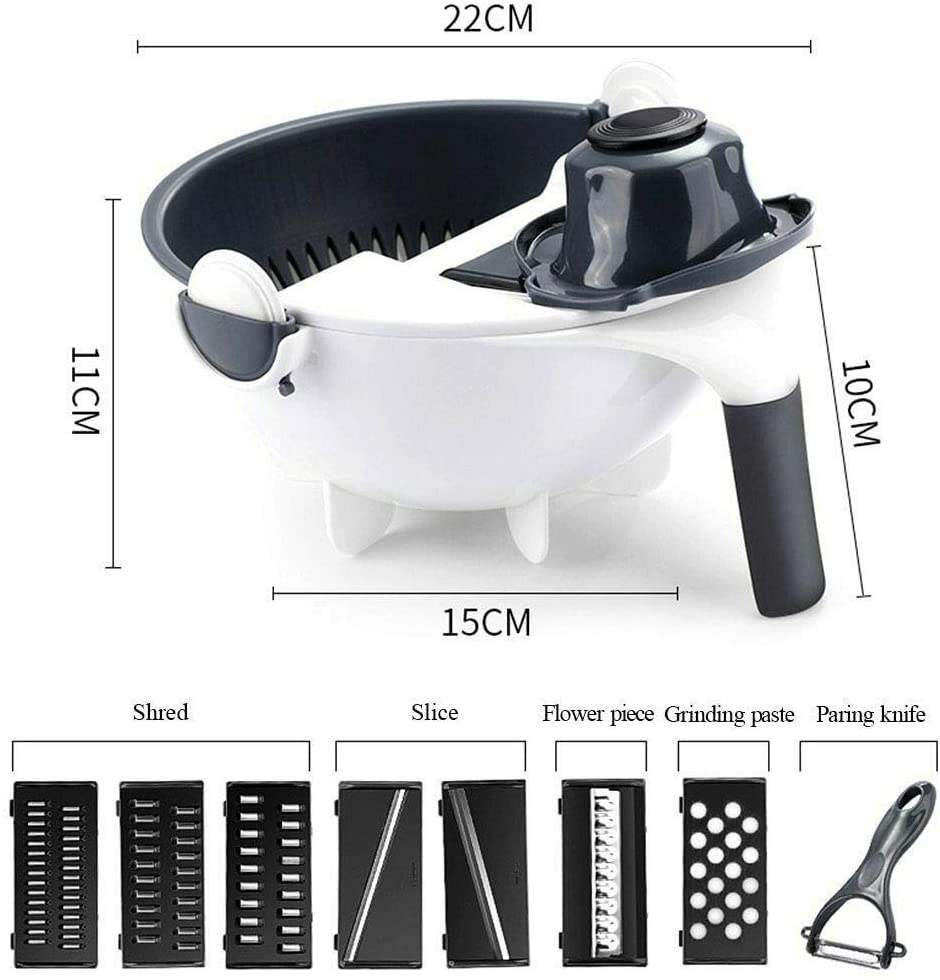 22CM
11CM
10CM
15CM
Shred
Slice
Flower piece
Grinding paste
Paring knife